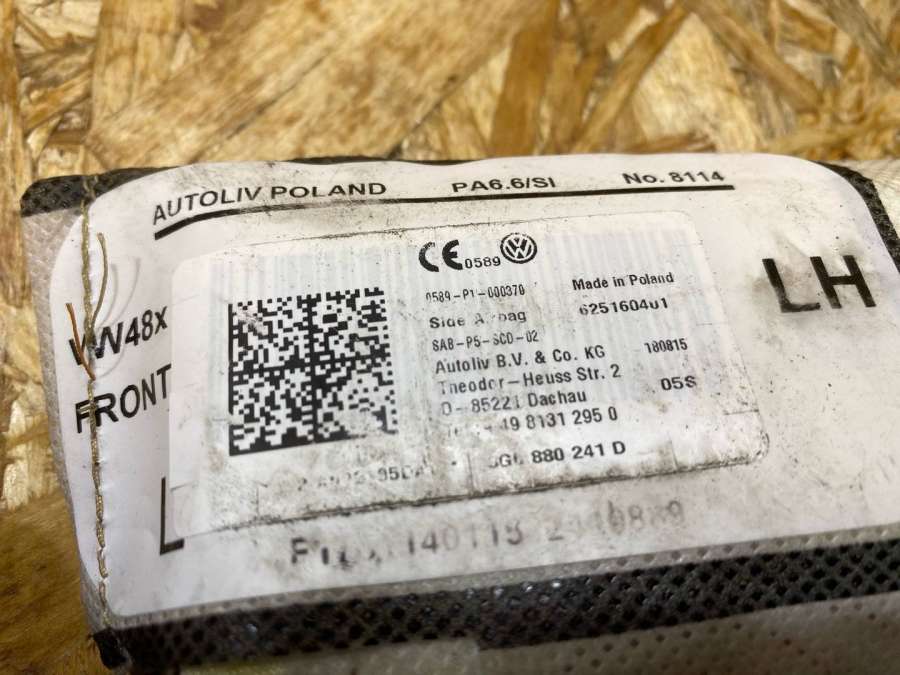 AUTOLIV POLAND PA6.6/SI No. 8114
CE 0589
0589-P1-000370 Made in Poland
Side Airbag 625160401
SAB-P5-SCO-02
Autoliv B.V. & Co. KG 180815
Theodor-Heuss Str. 2 05S
D-85221 Dachau
49 8131 295 0
880 241 D
VW48x
FRONT
LH
L